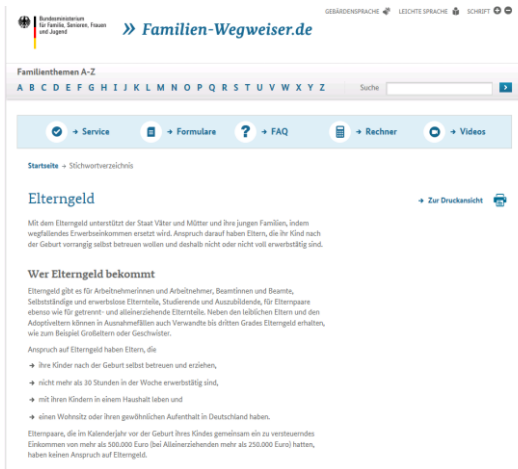 GEBÄRDENSPRACHE LEICHTE SPRACHE SCHRIFT
Bundesministerium
für Familie, Senioren, Frauen
und Jugend
» Familien-Wegweiser.de
Familienthemen A-Z
A B C D E F G H I J K L M N O P Q R S T U V W X Y Z Suche
→ Service → Formulare ? → FAQ → Rechner → Videos
Startseite → Stichwortverzeichnis
Elterngeld
→ Zur Druckansicht
Mit dem Elterngeld unterstützt der Staat Väter und Mütter und ihre jungen Familien, indem
wegfallendes Erwerbseinkommen ersetzt wird. Anspruch darauf haben Eltern, die ihr Kind nach
der Geburt vorrangig selbst betreuen wollen und deshalb nicht oder nicht voll erwerbstätig sind.
Wer Elterngeld bekommt
Elterngeld gibt es für Arbeitnehmerinnen und Arbeitnehmer, Beamtinnen und Beamte,
Selbstständige und erwerbslose Elternteile, Studierende und Auszubildende, für Elternpaare
ebenso wie für getrennt- und alleinerziehende Elternteile. Neben den leiblichen Eltern und den
Adoptiveltern können in Ausnahmefällen auch Verwandte bis dritten Grades Elterngeld erhalten,
wie zum Beispiel Großeltern oder Geschwister.
Anspruch auf Elterngeld haben Eltern, die
→ ihre Kinder nach der Geburt selbst betreuen und erziehen,
→ nicht mehr als 30 Stunden in der Woche erwerbstätig sind,
→ mit ihren Kindern in einem Haushalt leben und
→ einen Wohnsitz oder ihren gewöhnlichen Aufenthalt in Deutschland haben.
Elternpaare, die im Kalenderjahr vor der Geburt ihres Kindes gemeinsam ein zu versteuerndes
Einkommen von mehr als 500.000 Euro (bei Alleinerziehenden mehr als 250.000 Euro) hatten,
haben keinen Anspruch auf Elterngeld.